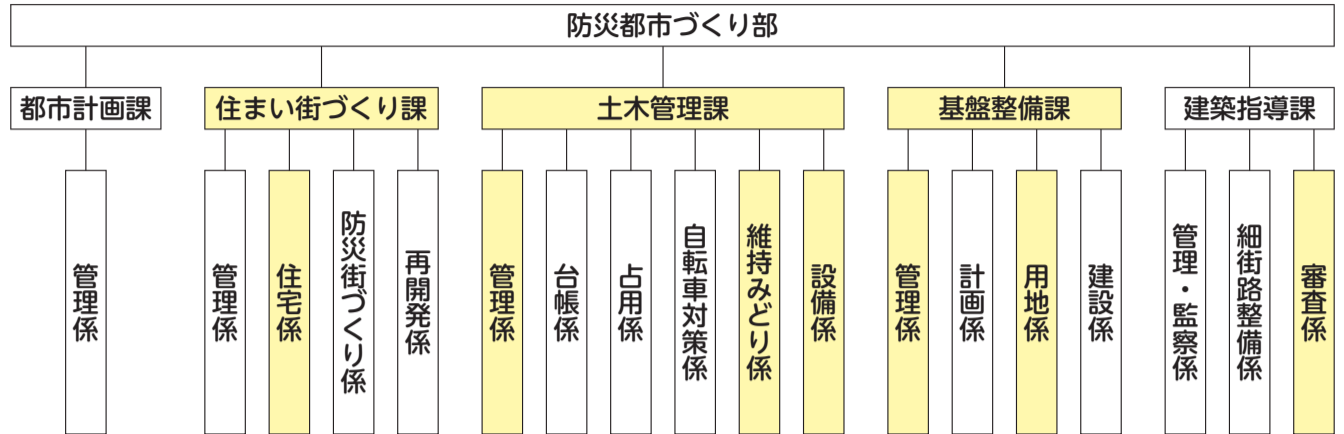 防災都市づくり部
都市計画課
住まい街づくり課
土木管理課
基盤整備課
建築指導課
管理係
管理係
住宅係
防災街づくり係
再開発係
管理係
台帳係
占用係
自転車対策係
維持みどり係
設備係
管理係
計画係
用地係
建設係
管理・監察係
細街路整備係
審査係